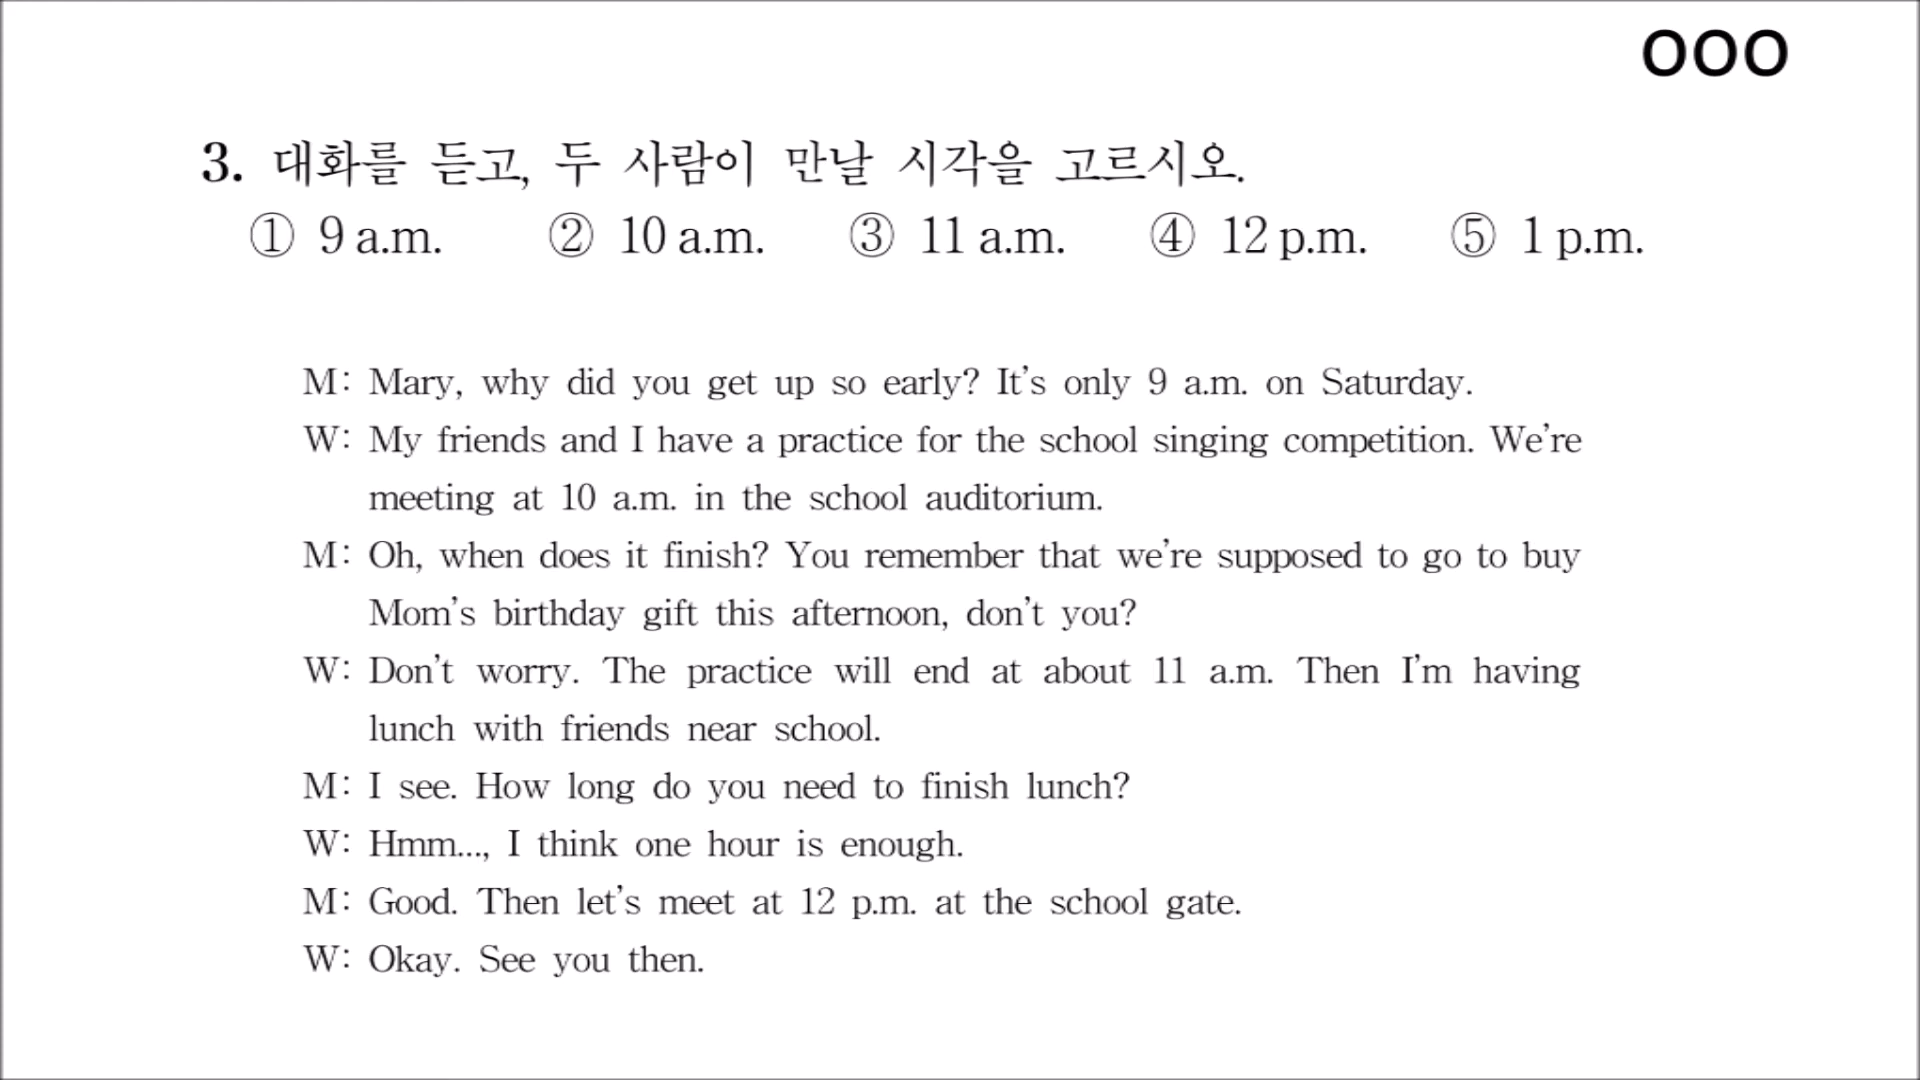 OOO
3. 대화를 듣고, 두 사람이 만날 시각을 고르시오.
① 9 a.m. ② 10 a.m. ③ 11 a.m. ④ 12 p.m. ⑤ 1 p.m.
M: Mary, why did you get up so early? It's only 9 a.m. on Saturday.
W: My friends and I have a practice for the school singing competition. We're
meeting at 10 a.m. in the school auditorium.
M: Oh, when does it finish? You remember that we're supposed to go to buy
Mom's birthday gift this afternoon, don't you?
W: Don't worry. The practice will end at about 11 a.m. Then I'm having
lunch with friends near school.
M: I see. How long do you need to finish lunch?
W: Hmm..., I think one hour is enough.
M: Good. Then let's meet at 12 p.m. at the school gate.
W: Okay. See you then.